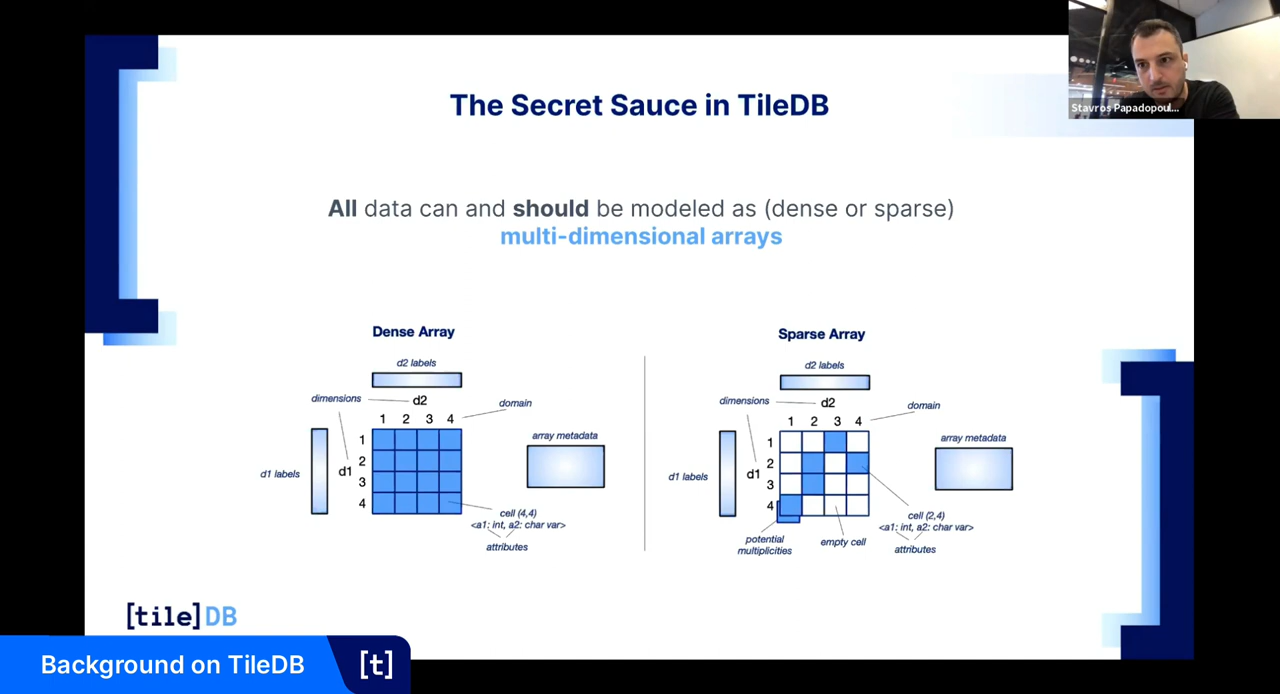 Stavros Papadopoul...
The Secret Sauce in TileDB
All data can and should be modeled as (dense or sparse)
multi-dimensional arrays
Dense Array
d2 labels
dimensions
d2
domain
1 2 3 4
array metadata
1
2
3
4
d1
d1 labels
cell (4,4)
<a1: int, a2: char var>
attributes
Sparse Array
d2 labels
dimensions
d2
domain
1 2 3 4
array metadata
1
2
3
4
d1
d1 labels
cell (2,4)
<a1: int, a2: char var>
attributes
potential
multiplicities
empty cell
[tile]DB
Background on TileDB
[t]